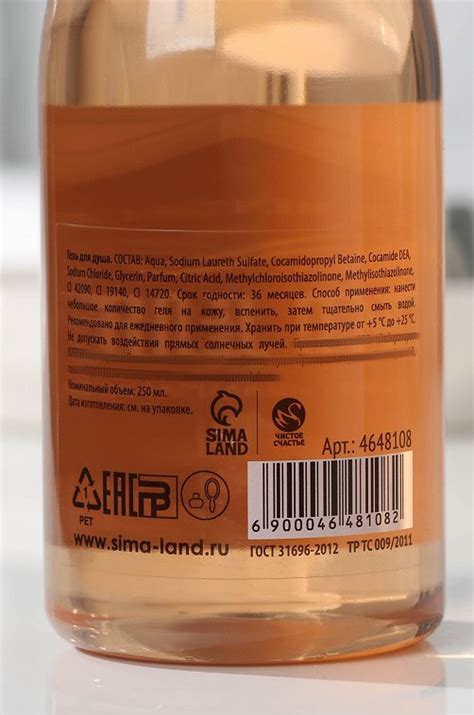 Гель для душа. СОСТАВ: Aqua, Sodium Laureth Sulfate, Cocamidopropyl Betaine, Cocamide DEA,
Sodium Chloride, Glycerin, Parfum, Citric Acid, Methylchloroisothiazolinone, Methylisothiazolinone,
CI 42090, CI 19140, CI 14720. Срок годности: 36 месяцев. Способ применения: нанести
небольшое количество геля на кожу, вспенить, затем тщательно смыть водой.
Рекомендовано для ежедневного применения. Хранить при температуре от +5 °С до +25 °С.
Не допускать воздействия прямых солнечных лучей.
Номинальный объем: 250 мл.
Дата изготовления: см. на упаковке.
SIMA
LAND
ЧИСТОЕ
СЧАСТЬЕ
Арт.: 4648108
1
PET
EAC
6 900046 481082
www.sima-land.ru
ГОСТ 31696-2012 ТР ТС 009/2011